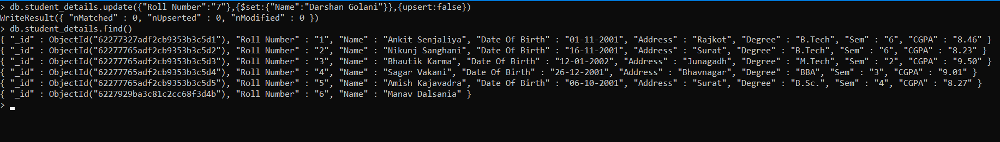 > db.student_details.update({"Roll Number":"7"},{$set:{"Name":"Darshan Golani"}},{upsert:false})
WriteResult({ "nMatched" : 0, "nUpserted" : 0, "nModified" : 0 })
> db.student_details.find()
{ "_id" : ObjectId("62277327adf2cb9353b3c5d1"), "Roll Number" : "1", "Name" : "Ankit Senjaliya", "Date Of Birth" : "01-11-2001", "Address" : "Rajkot", "Degree" : "B.Tech", "Sem" : "6", "CGPA" : "8.46" }
{ "_id" : ObjectId("62277765adf2cb9353b3c5d2"), "Roll Number" : "2", "Name" : "Nikunj Sanghani", "Date Of Birth" : "16-11-2001", "Address" : "Surat", "Degree" : "B.Tech", "Sem" : "6", "CGPA" : "8.23" }
{ "_id" : ObjectId("62277765adf2cb9353b3c5d3"), "Roll Number" : "3", "Name" : "Bhautik Karma", "Date Of Birth" : "12-01-2002", "Address" : "Junagadh", "Degree" : "M.Tech", "Sem" : "2", "CGPA" : "9.50" }
{ "_id" : ObjectId("62277765adf2cb9353b3c5d4"), "Roll Number" : "4", "Name" : "Sagar Vakani", "Date Of Birth" : "26-12-2001", "Address" : "Bhavnagar", "Degree" : "BBA", "Sem" : "3", "CGPA" : "9.01" }
{ "_id" : ObjectId("62277765adf2cb9353b3c5d5"), "Roll Number" : "5", "Name" : "Amish Kajavadra", "Date Of Birth" : "06-10-2001", "Address" : "Surat", "Degree" : "B.Sc.", "Sem" : "4", "CGPA" : "8.27" }
{ "_id" : ObjectId("6227929ba3c81c2cc68f3d4b"), "Roll Number" : "6", "Name" : "Manav Dalsania" }
>